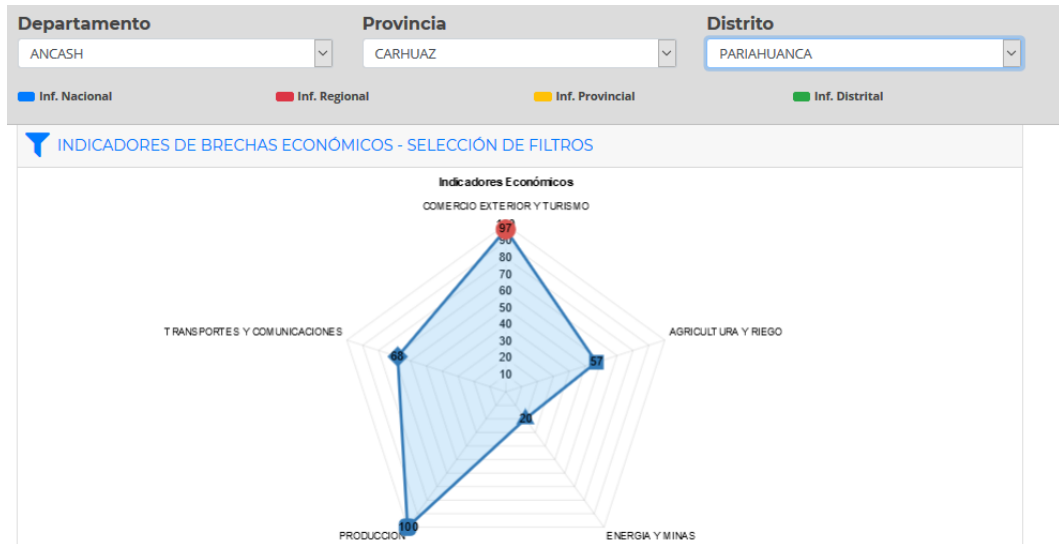 Departamento Provincia Distrito
ANCASH CARHUAZ PARIAHUANCA
Inf. Nacional Inf. Regional Inf. Provincial Inf. Distrital
INDICADORES DE BRECHAS ECONÓMICOS - SELECCIÓN DE FILTROS
Indicadores Económicos
COMERCIO EXTERIOR Y TURISMO
97
90
80
70
60
50
40
30
20
10
TRANSPORTES Y COMUNICACIONES
AGRICULTURA Y RIEGO
68
57
20
100
PRODUCCION
ENERGIA Y MINAS